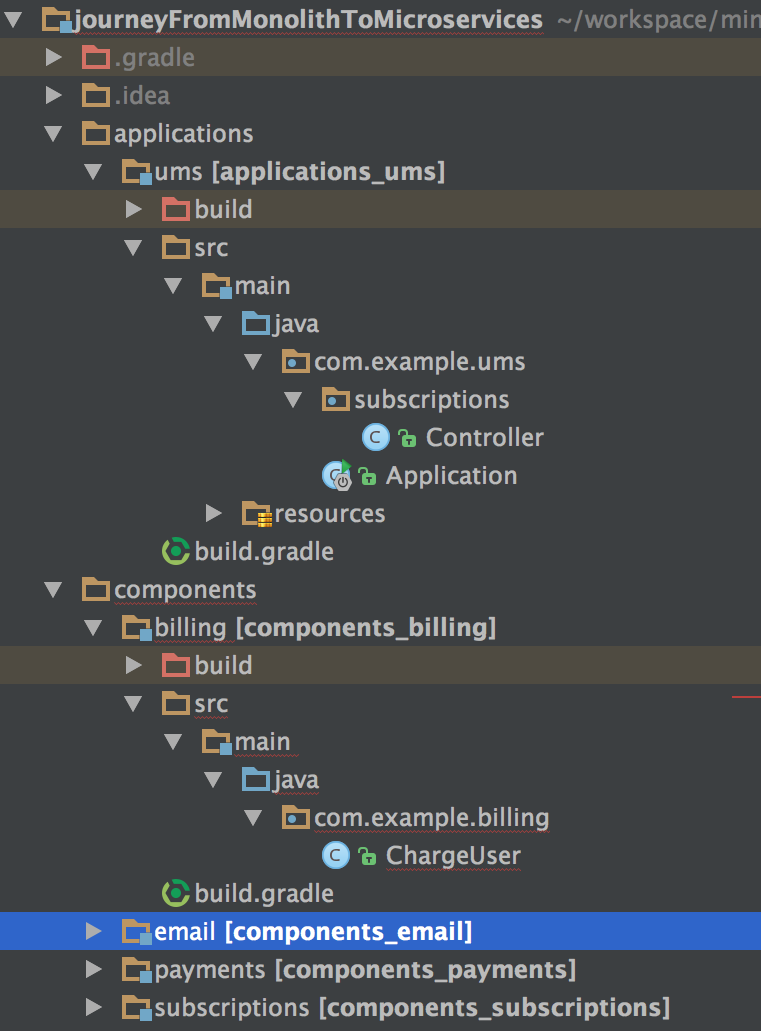 journeyFromMonolithToMicroservices ~/workspace/min
.gradle
.idea
applications
ums [applications_ums]
build
src
main
java
com.example.ums
subscriptions
Controller
Application
resources
build.gradle
components
billing [components_billing]
build
src
main
java
com.example.billing
ChargeUser
build.gradle
email [components_email]
payments [components_payments]
subscriptions [components_subscriptions]